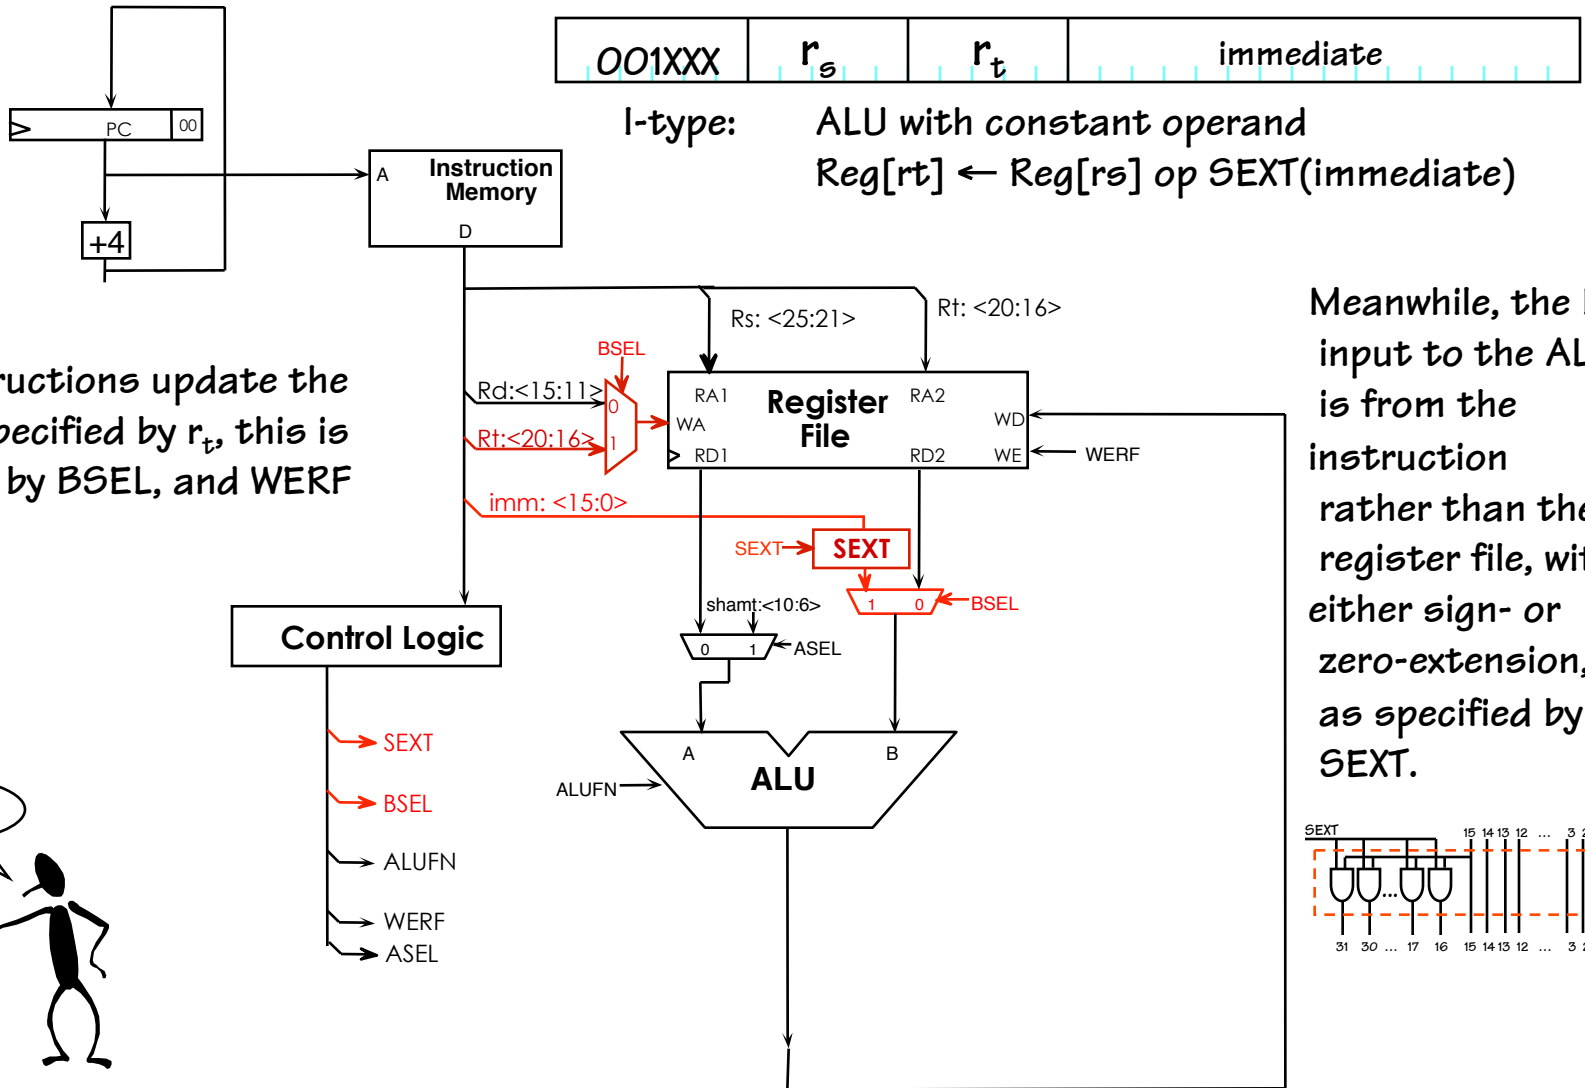 001XXX rs rt immediate
I-type: ALU with constant operand
Reg[rt] ← Reg[rs] op SEXT(immediate)
PC 00
+4
A Instruction
Memory
D
Rs: <25:21> Rt: <20:16>
BSEL
Rd:<15:11> 0
Rt:<20:16> 1
RA1 Register RA2
WA File WD
RD1 RD2 WE WERF
imm: <15:0>
SEXT SEXT
1 0 BSEL
shamt:<10:6>
0 1 ASEL
Control Logic
SEXT
BSEL
ALUFN
WERF
ASEL
A B
ALU
ALUFN
the
specified by rt, this is
by BSEL, and WERF
update the
Meanwhile, the
input to the
is from the
instruction
rather than
register file,
either sign- or
zero-extension,
as specified by
SEXT.
SEXT 15 14 13 12 ... 3
...
31 30 ... 17 16 15 14 13 12 ... 3